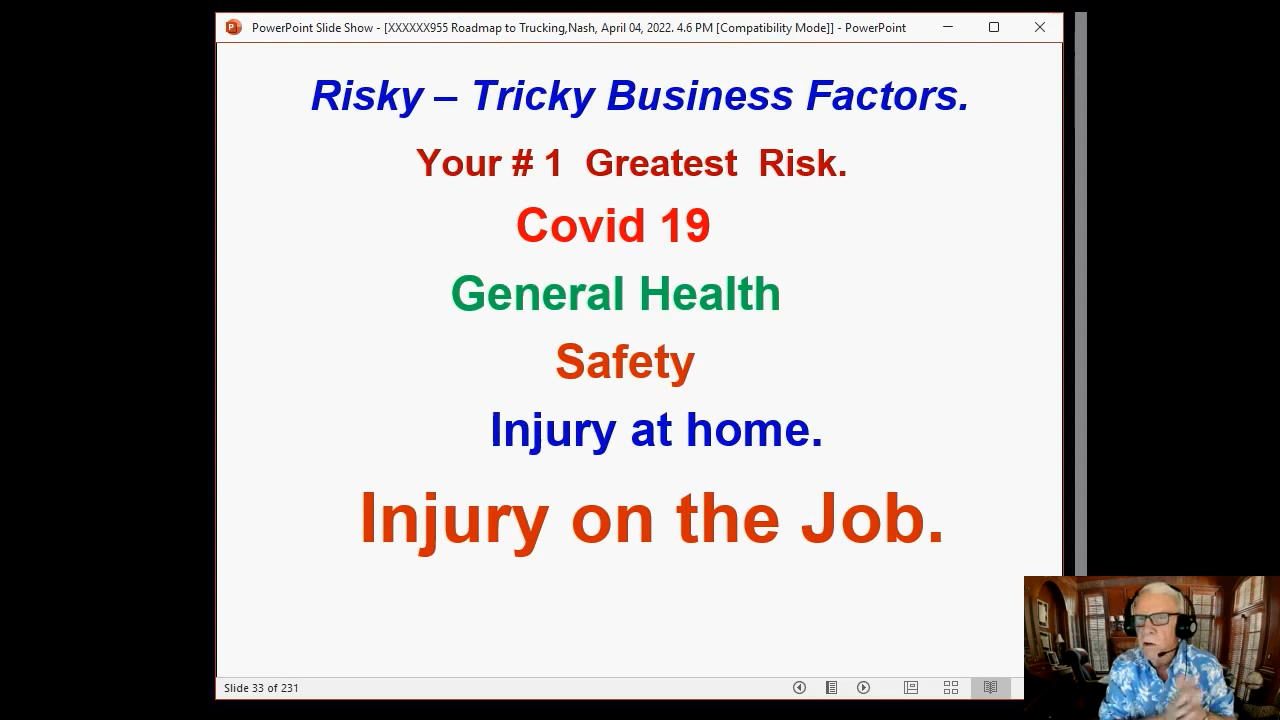 PowerPoint Slide Show - [XXXXXX955 Roadmap to Trucking,Nash, April 04, 2022. 4.6 PM [Compatibility Mode]] - PowerPoint
Risky – Tricky Business Factors.
Your # 1 Greatest Risk.
Covid 19
General Health
Safety
Injury at home.
Injury on the Job.
Slide 33 of 231